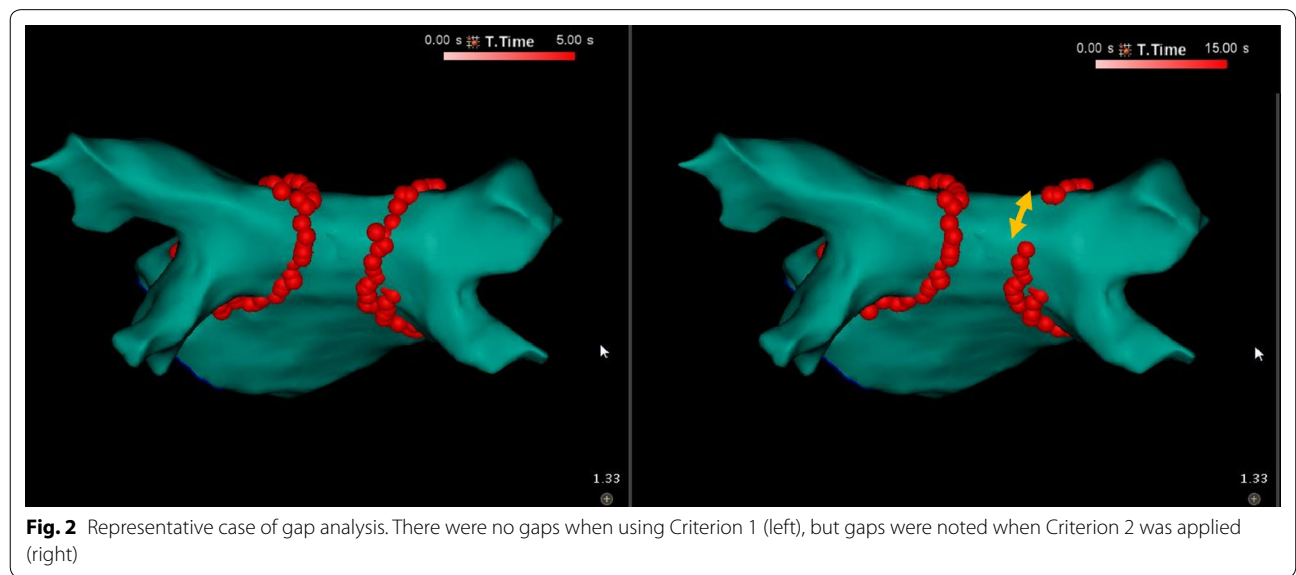 0.00 s T.Time 5.00 s
0.00 s T.Time 15.00 s
1.33
1.33
Fig. 2 Representative case of gap analysis. There were no gaps when using Criterion 1 (left), but gaps were noted when Criterion 2 was applied
(right)